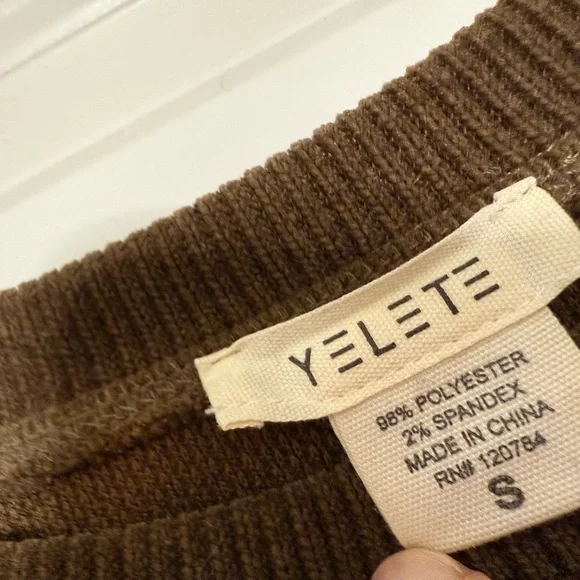 YELETE
98% POLYESTER
2% SPANDEX
MADE IN CHINA
RN# 120784
S